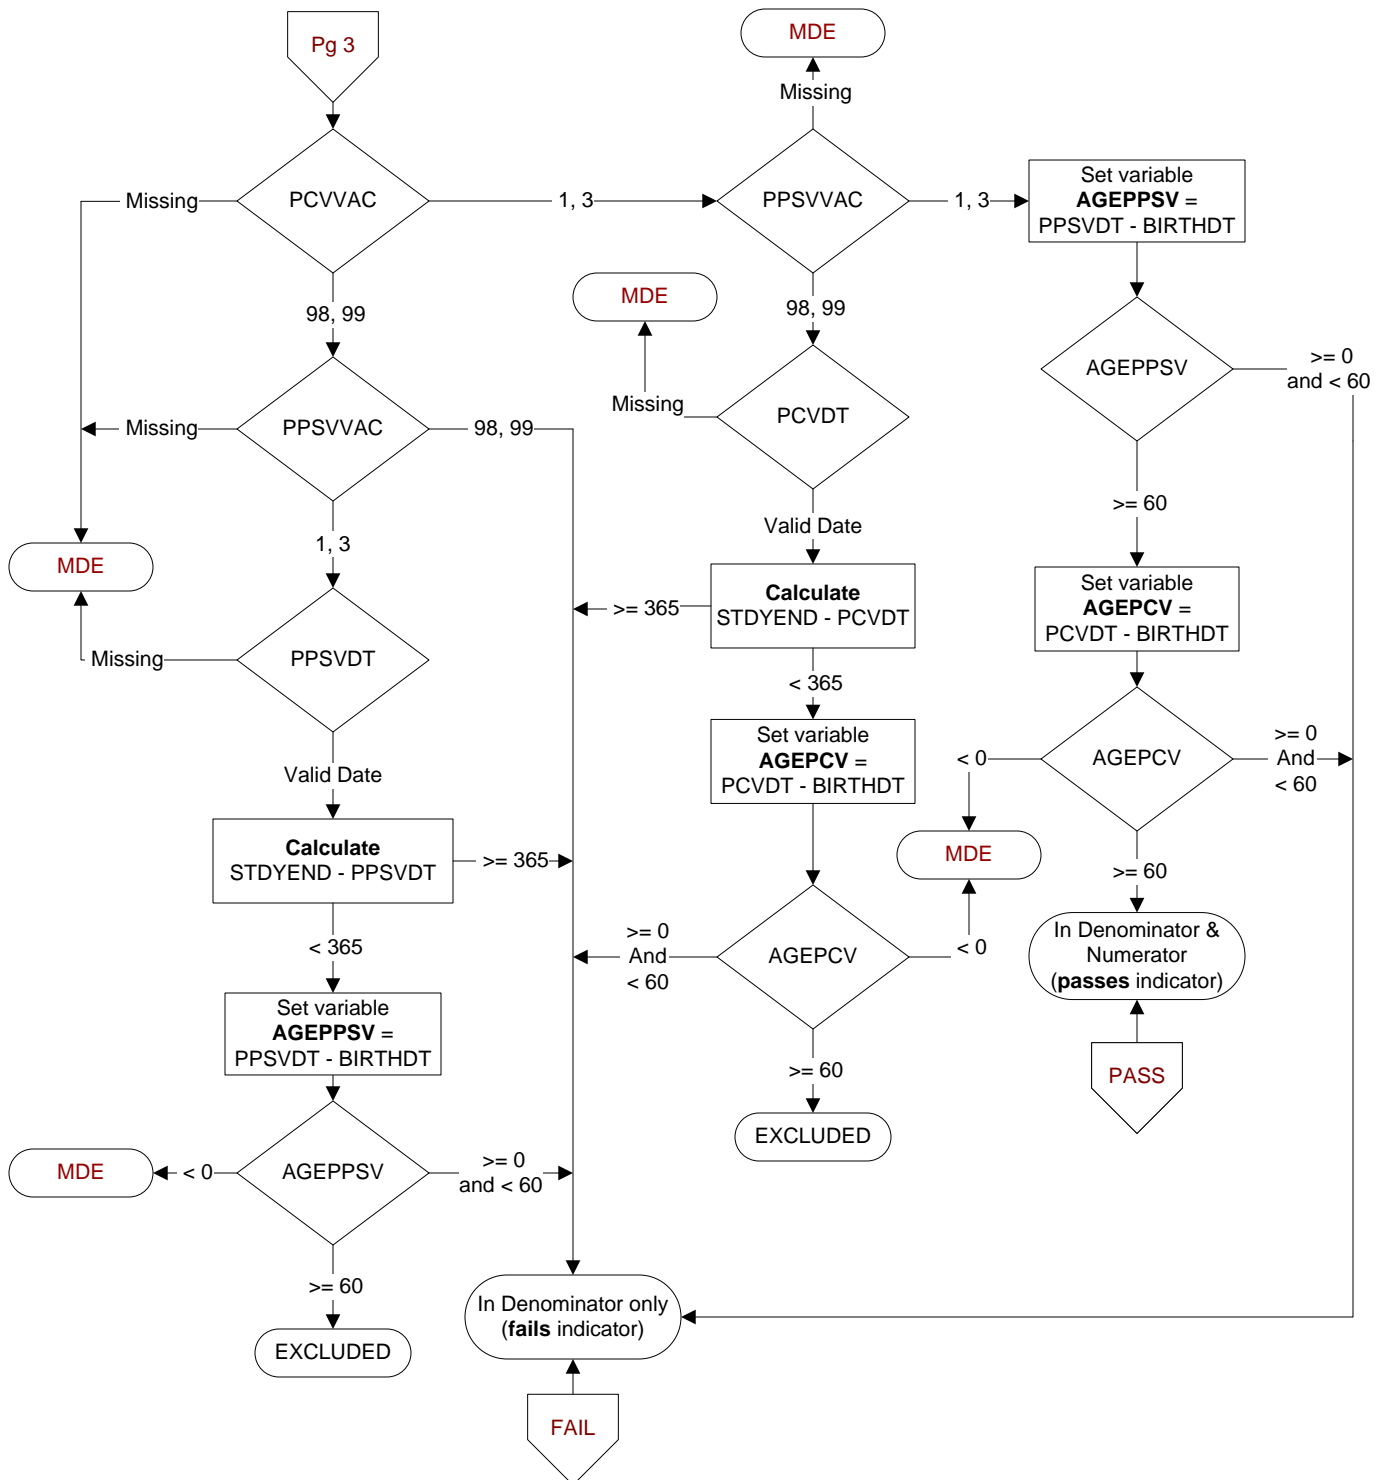 Pg 3
MDE
Missing
PCVVAC
Missing
1, 3
PPSVVAC
1, 3
Set variable
AGEPPSV =
PPSVDT - BIRTHDT
98, 99
MDE
98, 99
AGEPPSV
>= 0
and < 60
Missing
PCVDT
PPSVVAC
Missing
98, 99
>= 60
Valid Date
1, 3
MDE
Calculate
STDYEND - PCVDT
>= 365
Set variable
AGEPCV =
PCVDT - BIRTHDT
Missing
PPSVDT
< 365
Set variable
AGEPCV =
PCVDT - BIRTHDT
< 0
AGEPCV
>= 0
And
< 60
Valid Date
Calculate
STDYEND - PPSVDT
>= 365
MDE
>= 60
< 365
>= 0
And
< 60
AGEPCV
< 0
In Denominator &
Numerator
(passes indicator)
Set variable
AGEPPSV =
PPSVDT - BIRTHDT
>= 60
PASS
EXCLUDED
MDE
< 0
AGEPPSV
>= 0
and < 60
>= 60
In Denominator only
(fails indicator)
EXCLUDED
FAIL